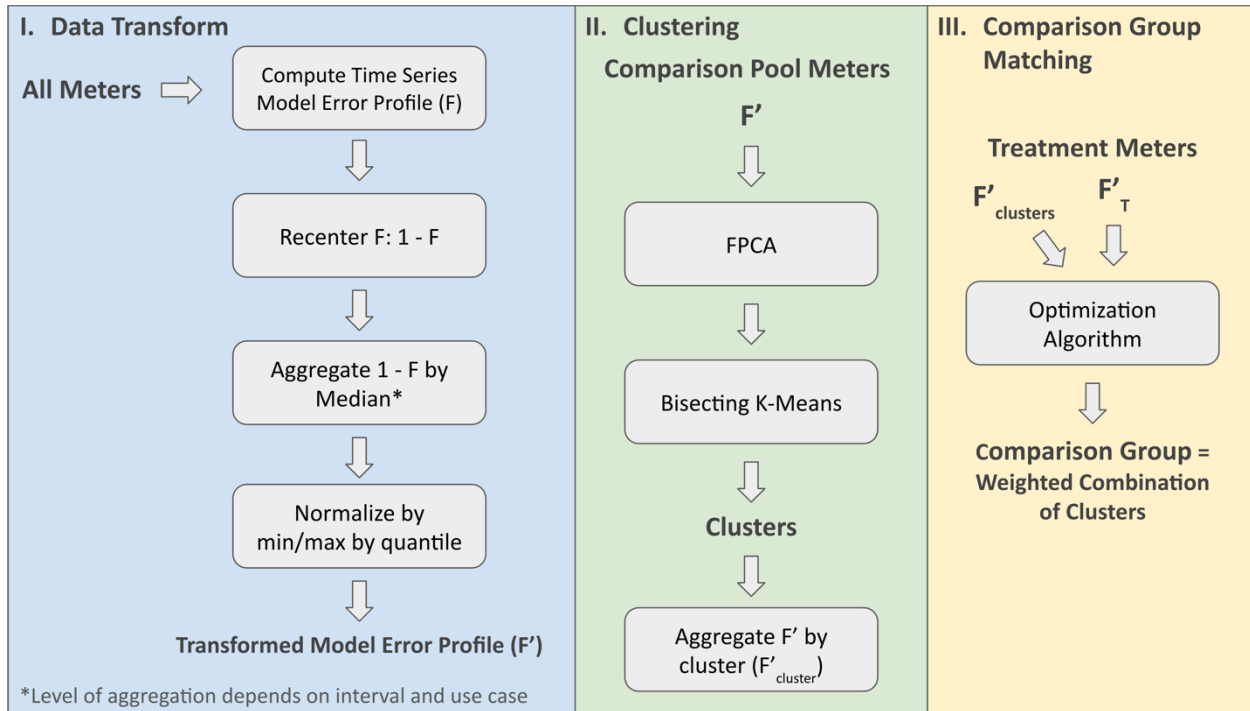 I. Data Transform
All Meters
Compute Time Series
Model Error Profile (F)
Recenter F: 1 - F
Aggregate 1 - F by
Median*
Normalize by
min/max by quantile
Transformed Model Error Profile (F’)
*Level of aggregation depends on interval and use case
II. Clustering
Comparison Pool Meters
F’
FPCA
Bisecting K-Means
Clusters
Aggregate F’ by
cluster (F’cluster)
III. Comparison Group
Matching
Treatment Meters
F’clusters F’T
Optimization
Algorithm
Comparison Group =
Weighted Combination
of Clusters